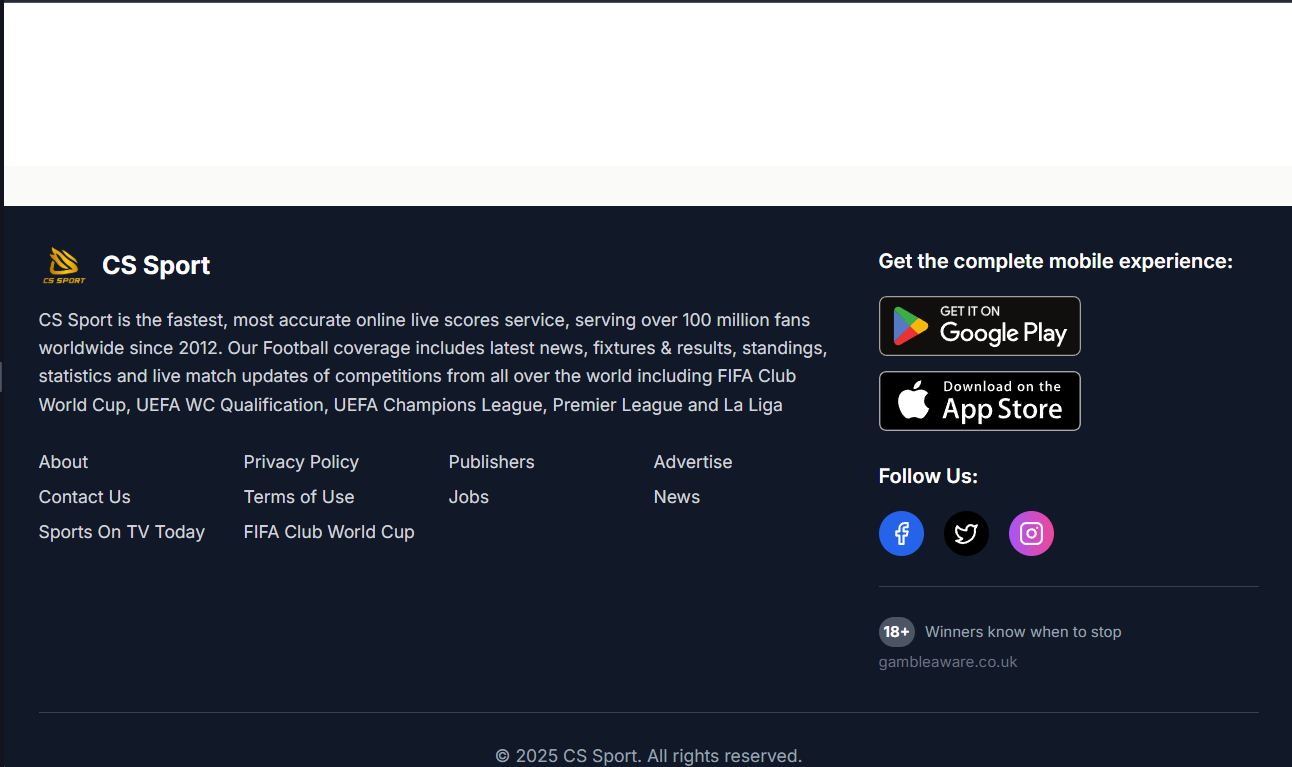 CS SPORT
CS Sport
CS Sport is the fastest, most accurate online live scores service, serving over 100 million fans
worldwide since 2012. Our Football coverage includes latest news, fixtures & results, standings,
statistics and live match updates of competitions from all over the world including FIFA Club
World Cup, UEFA WC Qualification, UEFA Champions League, Premier League and La Liga
About
Privacy Policy
Publishers
Advertise
Contact Us
Terms of Use
Jobs
News
Sports On TV Today
FIFA Club World Cup
Get the complete mobile experience:
GET IT ON
Google Play
Download on the
App Store
Follow Us:
18+ Winners know when to stop
gambleaware.co.uk
© 2025 CS Sport. All rights reserved.